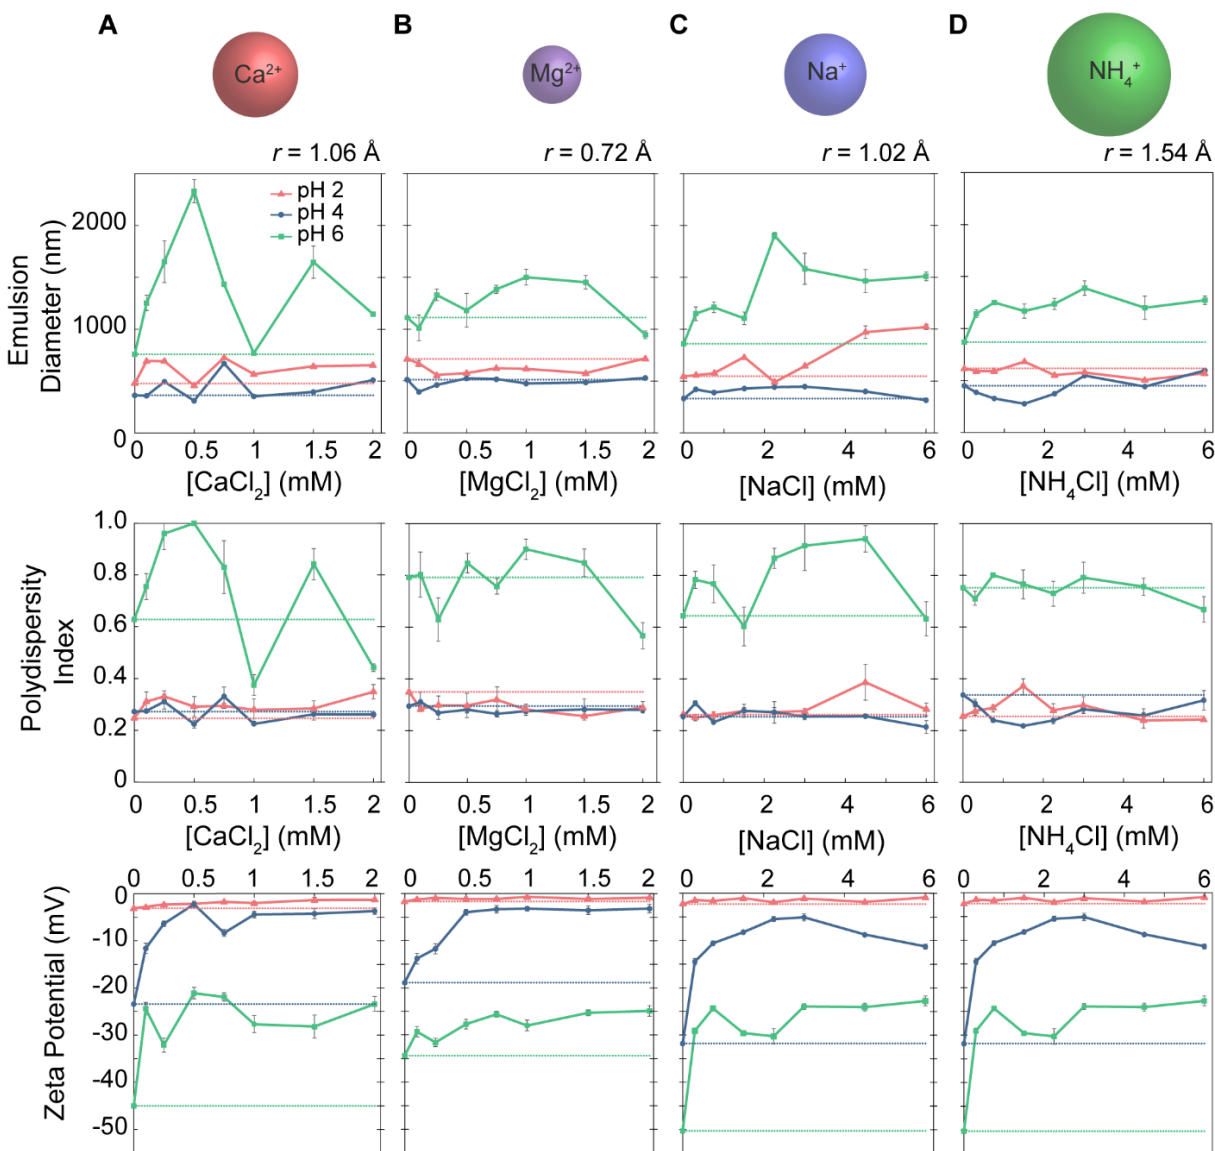 A B C D
Ca²⁺ Mg²⁺ Na⁺ NH₄⁺
r = 1.06 Å r = 0.72 Å r = 1.02 Å r = 1.54 Å
Emulsion
Diameter (nm)
2000
1000
0
pH 2
pH 4
pH 6
0 0.5 1 1.5 2 0 0.5 1 1.5 2 0 2 4 6 0 2 4 6
[CaCl₂] (mM) [MgCl₂] (mM) [NaCl] (mM) [NH₄Cl] (mM)
Polydispersity
Index
1.0
0.8
0.6
0.4
0.2
0
0 0.5 1 1.5 2 0 0.5 1 1.5 2 0 2 4 6 0 2 4 6
[CaCl₂] (mM) [MgCl₂] (mM) [NaCl] (mM) [NH₄Cl] (mM)
0 0.5 1 1.5 2 0 0.5 1 1.5 2 0 2 4 6 0 2 4 6
Zeta Potential (mV)
0
-10
-20
-30
-40
-50